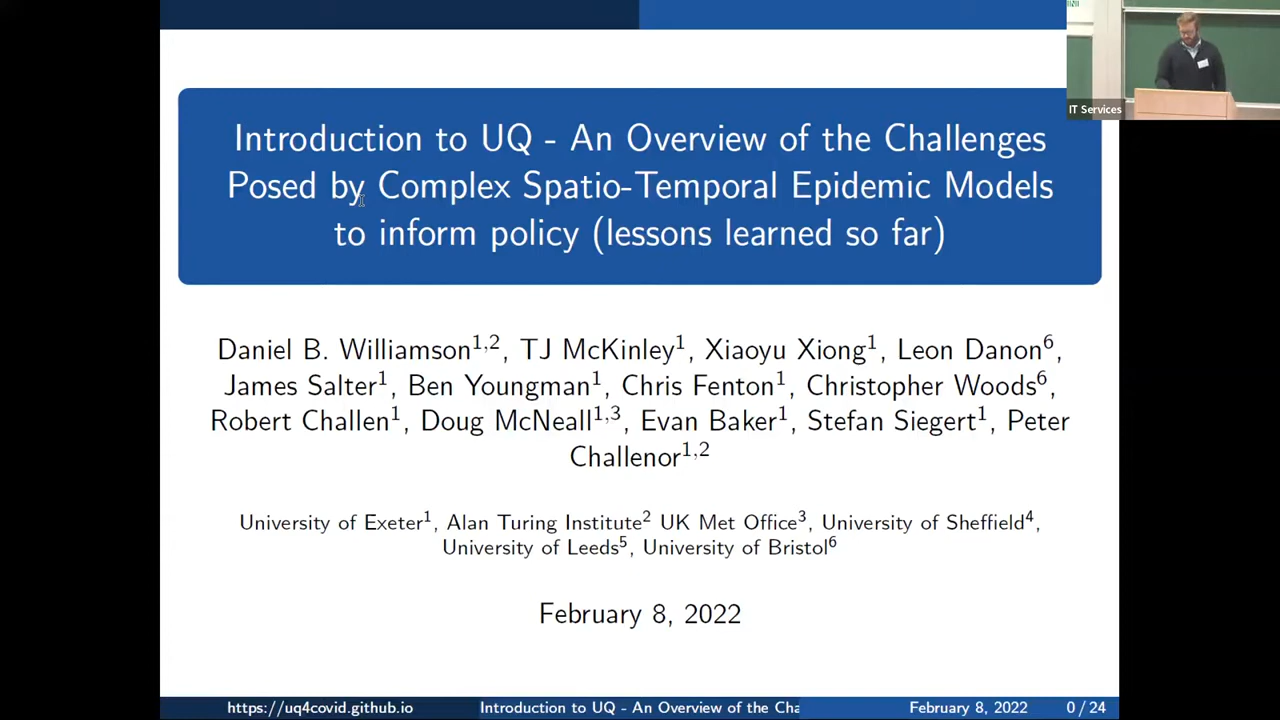 Introduction to UQ - An Overview of the Challenges
Posed by Complex Spatio-Temporal Epidemic Models
to inform policy (lessons learned so far)
IT Services
Daniel B. Williamson1,2, TJ McKinley1, Xiaoyu Xiong1, Leon Danon6,
James Salter1, Ben Youngman1, Chris Fenton1, Christopher Woods6,
Robert Challen1, Doug McNeall1,3, Evan Baker1, Stefan Siegert1, Peter
Challenor1,2
University of Exeter1, Alan Turing Institute2 UK Met Office3, University of Sheffield4,
University of Leeds5, University of Bristol6
February 8, 2022
https://uq4covid.github.io Introduction to UQ - An Overview of the Cha February 8, 2022 0 / 24